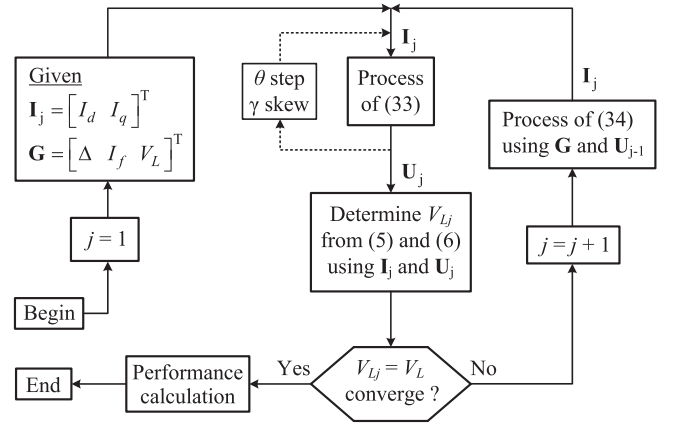 Given
I_j = [I_d I_q]^T
G = [Δ I_f V_L]^T
j = 1
Begin
θ step
γ skew
I_j
Process
of (33)
U_j
Determine V_Lj
from (5) and (6)
using I_j and U_j
I_j
Process of (34)
using G and U_j-1
j = j + 1
V_Lj = V_L
converge ?
Yes
No
Performance
calculation
End